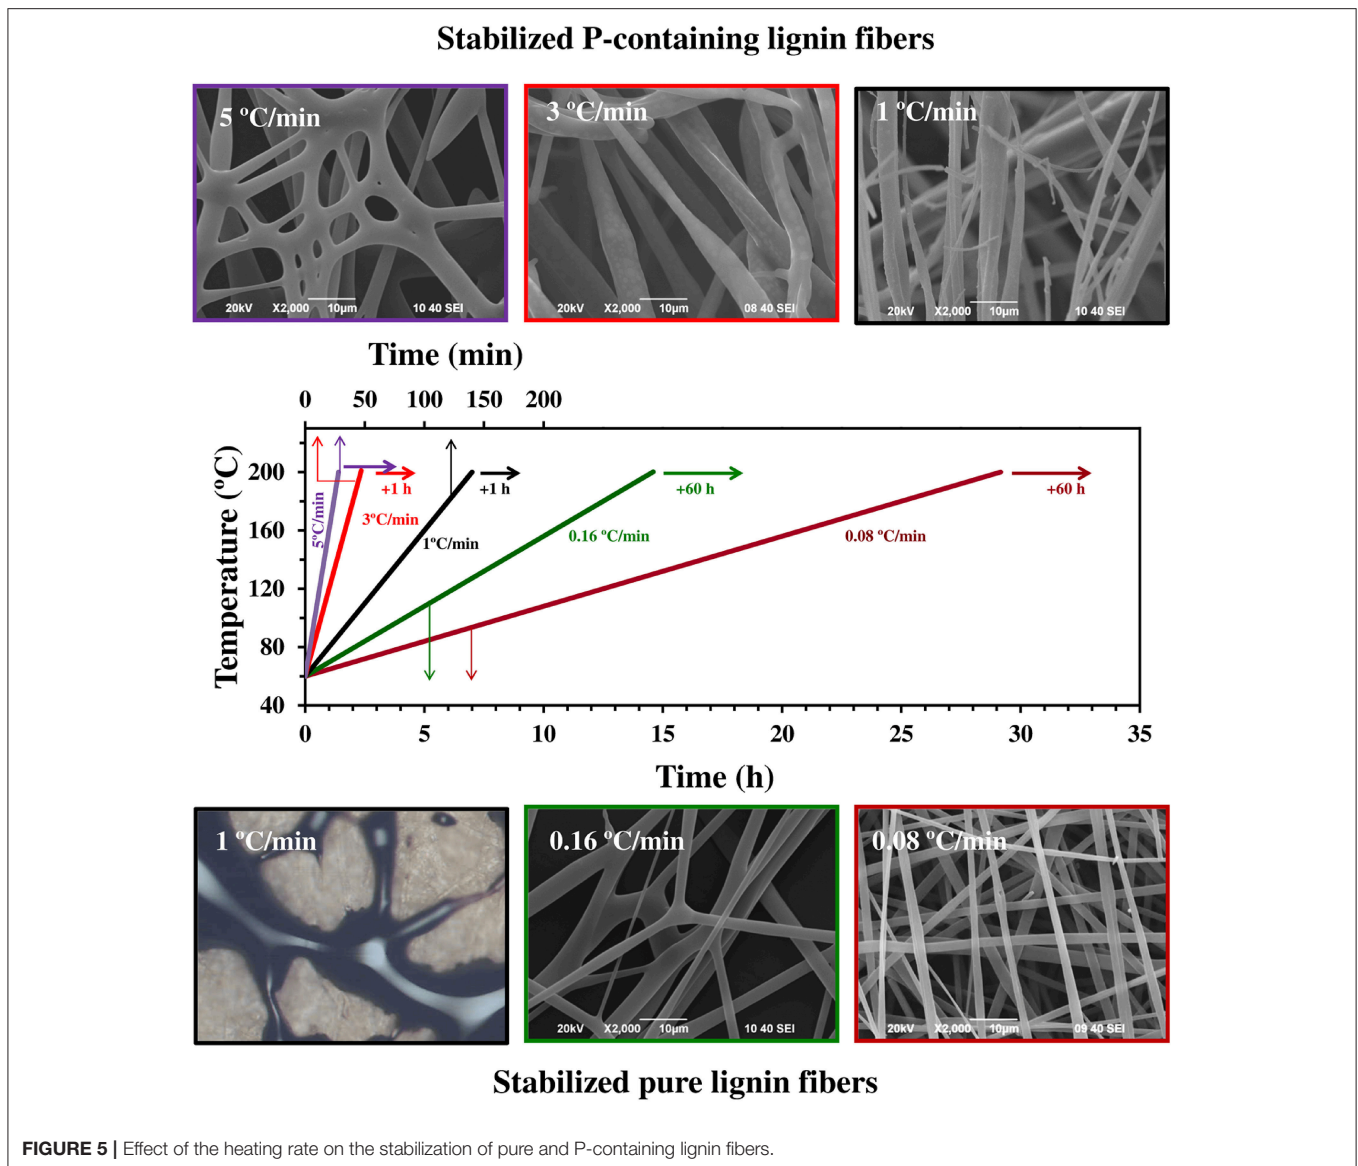 Stabilized P-containing lignin fibers
5 ºC/min
3 ºC/min
1 ºC/min
20kV X2,000 10µm 10 40 SEI
20kV X2,000 10µm 08 40 SEI
20kV X2,000 10µm 10 40 SEI
Time (min)
0 50 100 150 200
Temperature (ºC)
200
160
120
80
40
5ºC/min
+1 h
3ºC/min
+1 h
1ºC/min
+60 h
0.16 ºC/min
+60 h
0.08 ºC/min
0 5 10 15 20 25 30 35
Time (h)
1 ºC/min
0.16 ºC/min
0.08 ºC/min
20kV X2,000 10µm 10 40 SEI
20kV X2,000 10µm 09 40 SEI
Stabilized pure lignin fibers
FIGURE 5 | Effect of the heating rate on the stabilization of pure and P-containing lignin fibers.